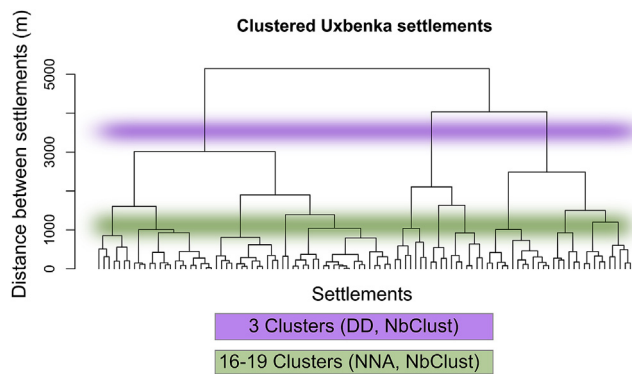 Clustered Uxbenka settlements
Distance between settlements (m)
5000
3000
1000
0
Settlements
3 Clusters (DD, NbClust)
16-19 Clusters (NNA, NbClust)